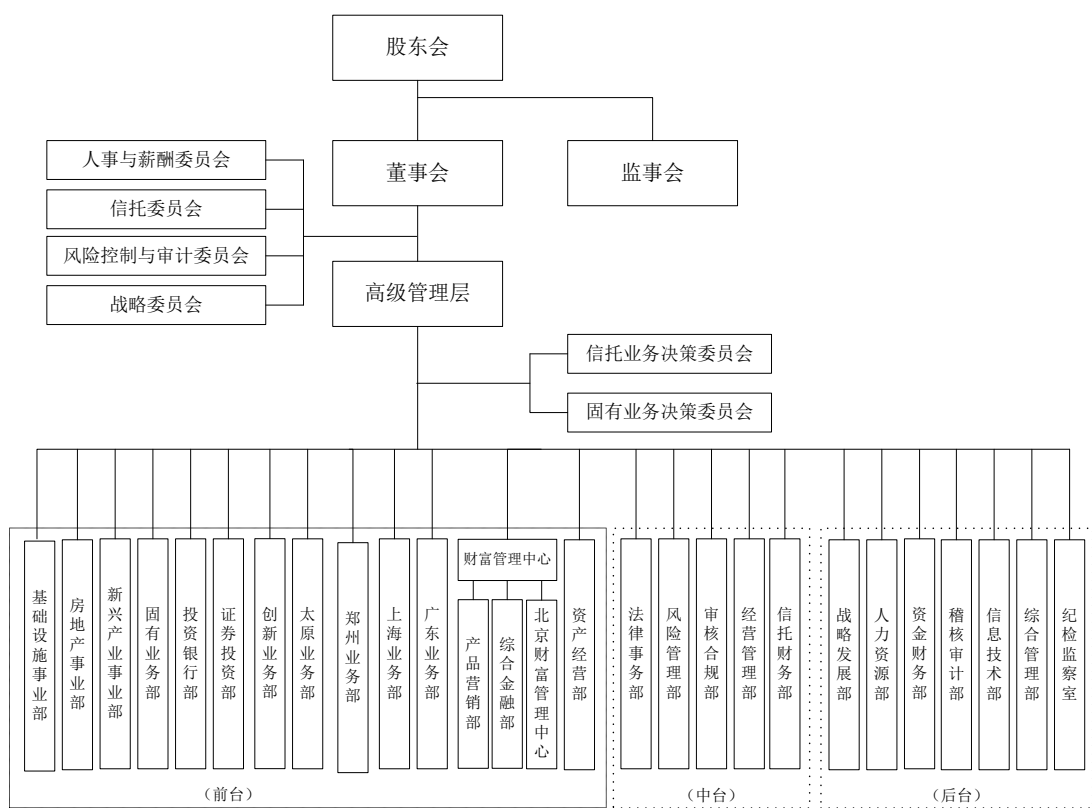 股东会
董事会
监事会
人事与薪酬委员会
信托委员会
风险控制与审计委员会
战略委员会
高级管理层
信托业务决策委员会
固有业务决策委员会
基础设施事业部
房地产事业部
新兴产业事业部
固有业务部
投资银行部
证券投资部
创新业务部
太原业务部
郑州业务部
上海业务部
广东业务部
财富管理中心
产品营销部
综合金融部
北京财富管理中心
资产经营部
(前台)
法律事务部
风险管理部
审核合规部
经营管理部
信托财务部
(中台)
战略发展部
人力资源部
资金财务部
稽核审计部
信息技术部
综合管理部
纪检监察室
(后台)